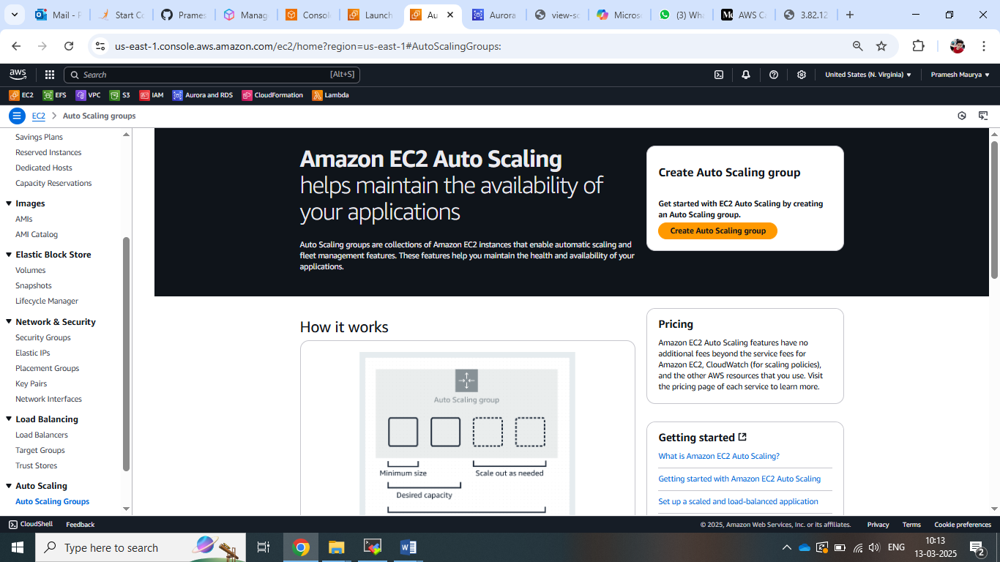 Mail - P
Start Co
Prames
Manag
Consol
Launch
Au
Aurora
view-so
Micros
(3) Wha
AWS Ce
3.82.12
us-east-1.console.aws.amazon.com/ec2/home?region=us-east-1#AutoScalingGroups:
aws
Search
[Alt+S]
United States (N. Virginia)
Pramesh Maurya
EC2
EFS
VPC
S3
IAM
Aurora and RDS
CloudFormation
Lambda
EC2
Auto Scaling groups
Savings Plans
Reserved Instances
Dedicated Hosts
Capacity Reservations
Images
AMIs
AMI Catalog
Elastic Block Store
Volumes
Snapshots
Lifecycle Manager
Network & Security
Security Groups
Elastic IPs
Placement Groups
Key Pairs
Network Interfaces
Load Balancing
Load Balancers
Target Groups
Trust Stores
Auto Scaling
Auto Scaling Groups
Amazon EC2 Auto Scaling
helps maintain the availability of
your applications
Auto Scaling groups are collections of Amazon EC2 instances that enable automatic scaling and
fleet management features. These features help you maintain the health and availability of your
applications.
Create Auto Scaling group
Get started with EC2 Auto Scaling by creating
an Auto Scaling group.
Create Auto Scaling group
How it works
Auto Scaling group
Minimum size
Scale out as needed
Desired capacity
Pricing
Amazon EC2 Auto Scaling features have no
additional fees beyond the service fees for
Amazon EC2, CloudWatch (for scaling policies),
and the other AWS resources that you use. Visit
the pricing page of each service to learn more.
Getting started
What is Amazon EC2 Auto Scaling?
Getting started with Amazon EC2 Auto Scaling
Set up a scaled and load-balanced application
CloudShell
Feedback
© 2025, Amazon Web Services, Inc. or its affiliates.
Privacy
Terms
Cookie preferences
Type here to search
ENG
10:13
13-03-2025
2